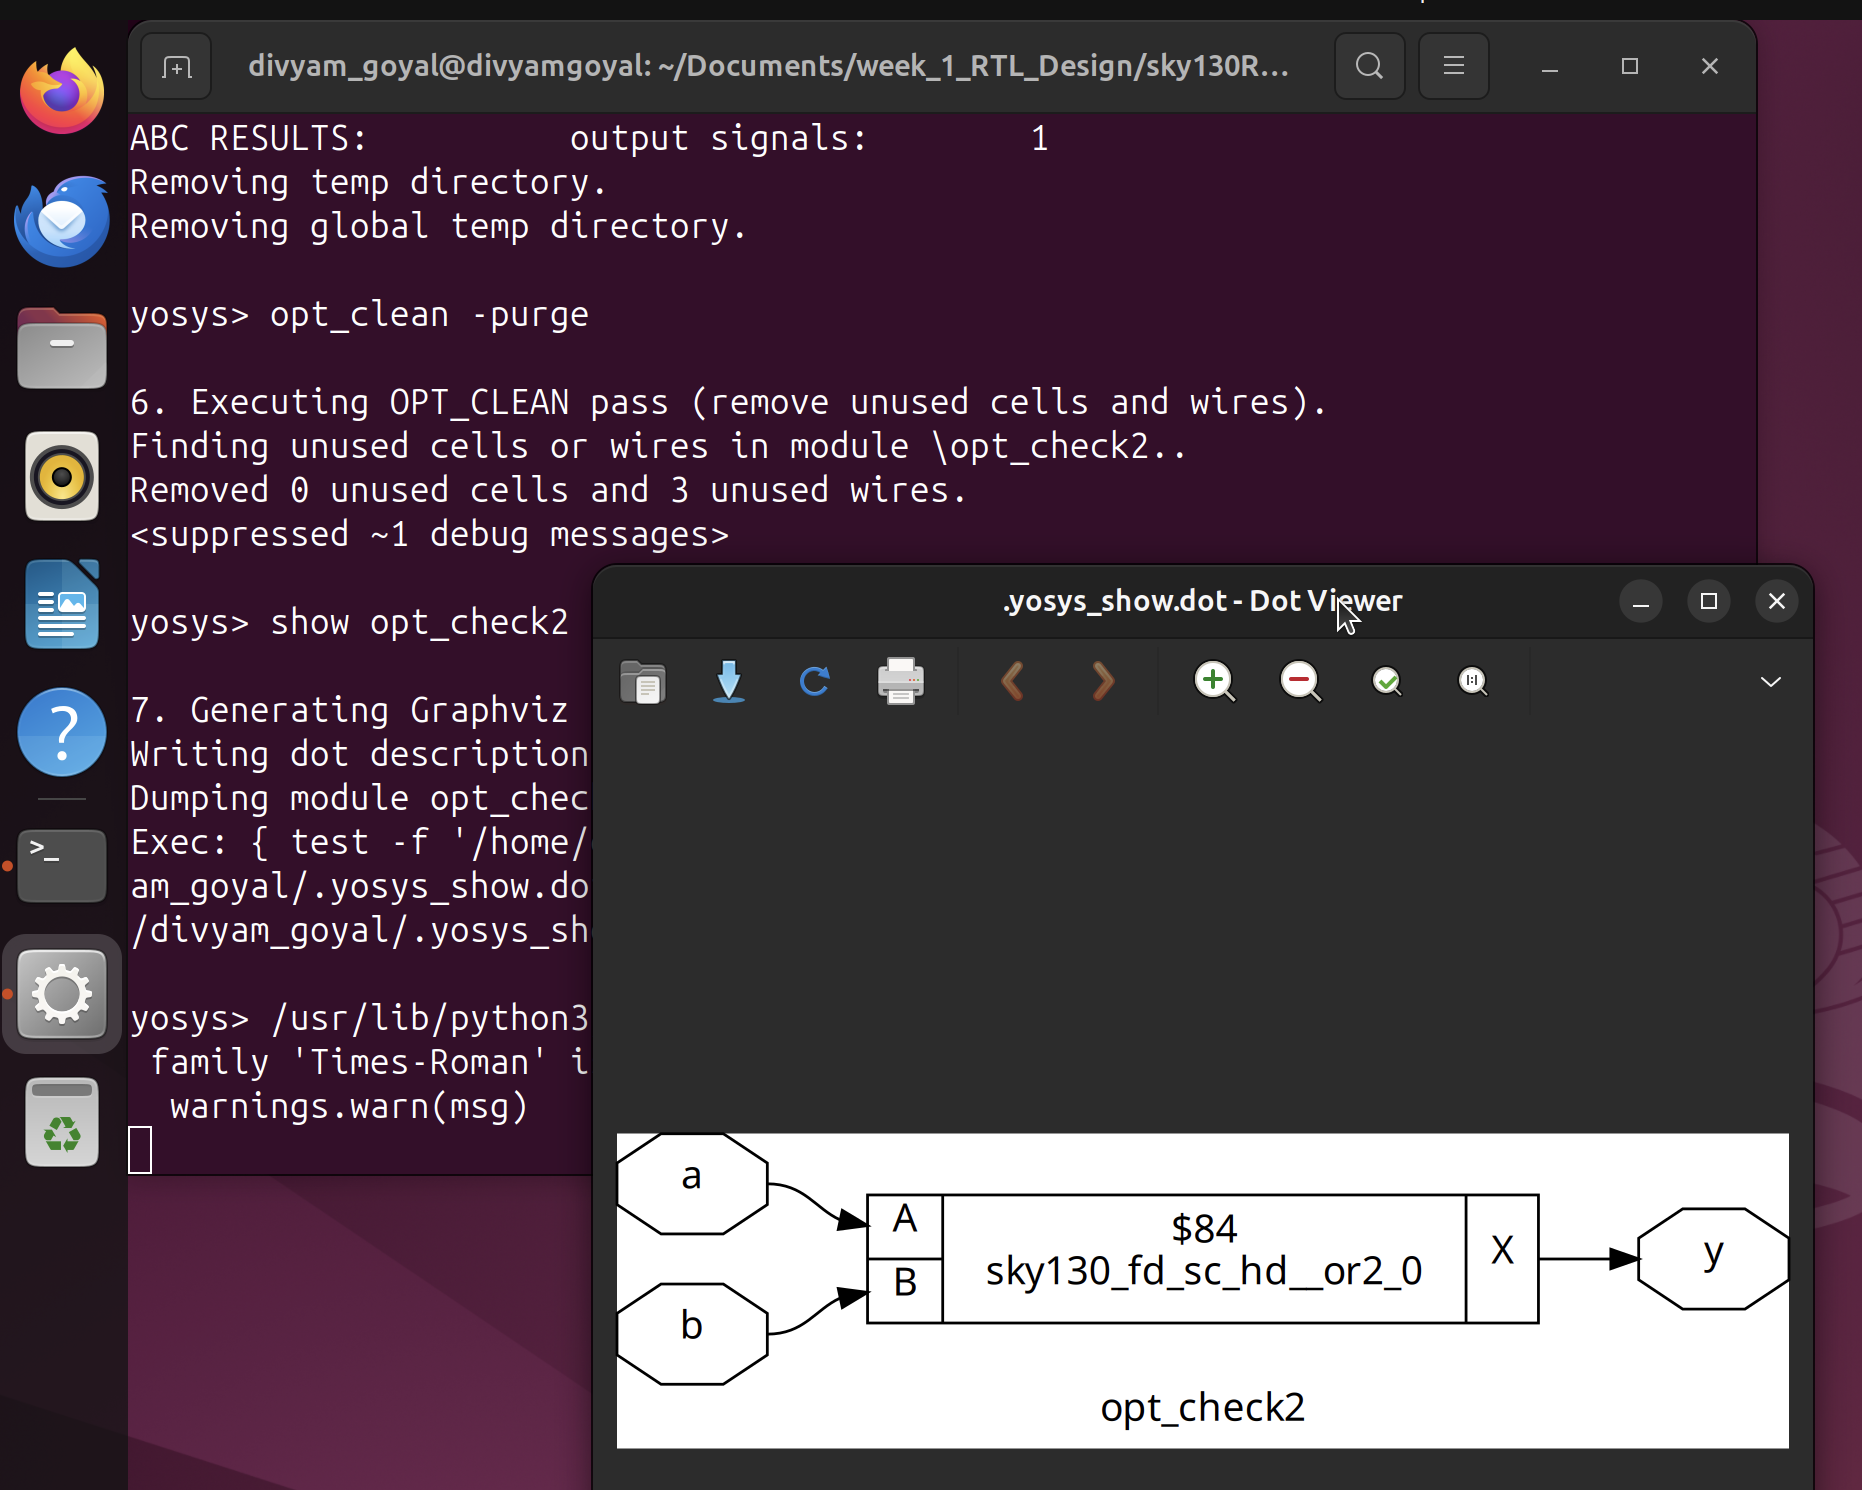 divyam_goyal@divyamgoyal: ~/Documents/week_1_RTL_Design/sky130R...
ABC RESULTS:          output signals:        1
Removing temp directory.
Removing global temp directory.
yosys> opt_clean -purge
6. Executing OPT_CLEAN pass (remove unused cells and wires).
Finding unused cells or wires in module \opt_check2..
Removed 0 unused cells and 3 unused wires.
<suppressed ~1 debug messages>
yosys> show opt_check2
7. Generating Graphviz
Writing dot description
Dumping module opt_chec
Exec: { test -f '/home/
am_goyal/.yosys_show.do
/divyam_goyal/.yosys_sh
yosys> /usr/lib/python3
family 'Times-Roman' i
warnings.warn(msg)
.yosys_show.dot - Dot Viewer
a
b
A
B
$84
sky130_fd_sc_hd__or2_0
X
y
opt_check2